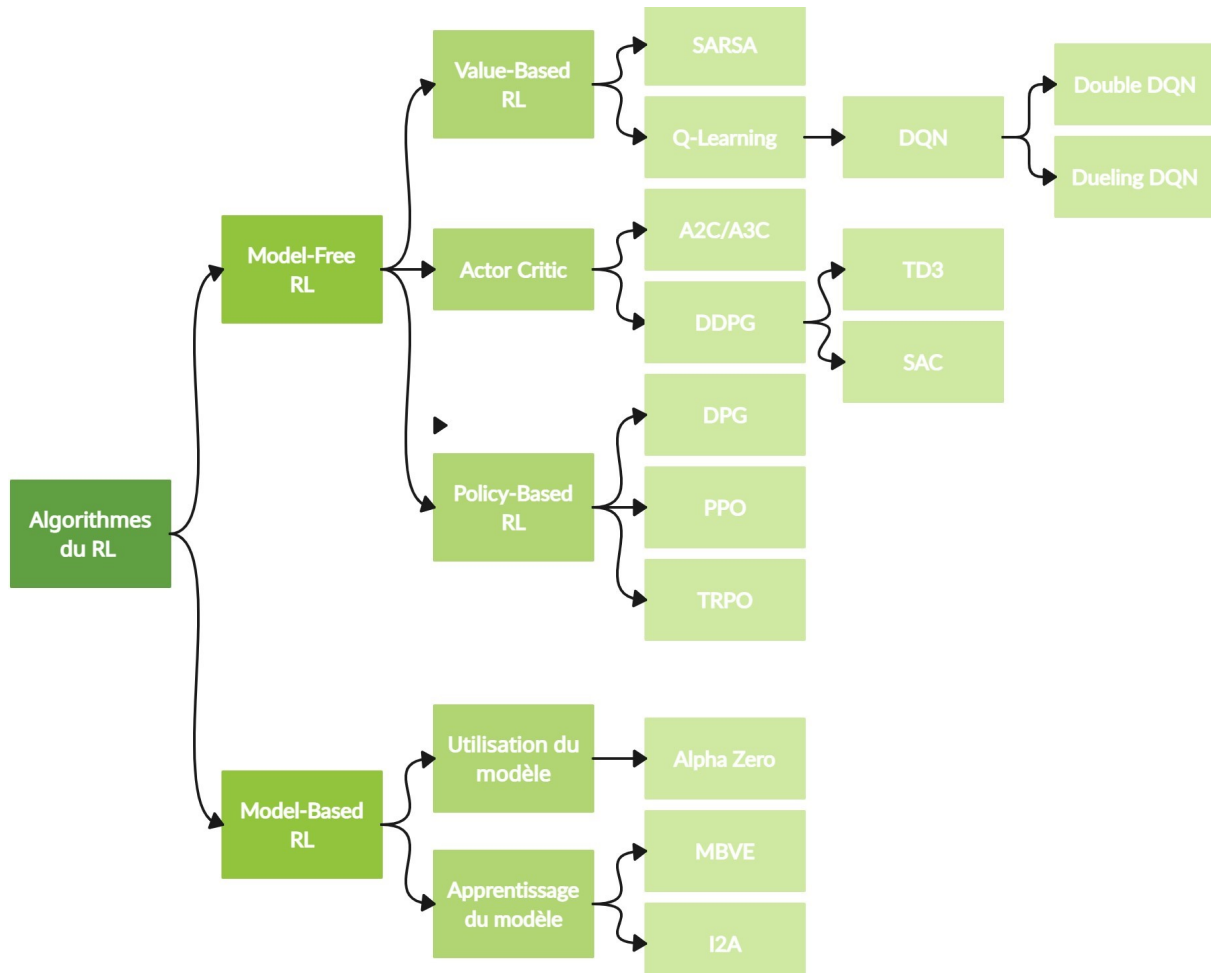 Algorithmes
du RL
Model-Free
RL
Value-Based
RL
SARSA
Q-Learning
DQN
Double DQN
Dueling DQN
Actor Critic
A2C/A3C
DDPG
TD3
SAC
Policy-Based
RL
DPG
PPO
TRPO
Model-Based
RL
Utilisation du
modèle
Alpha Zero
Apprentissage
du modèle
MBVE
I2A